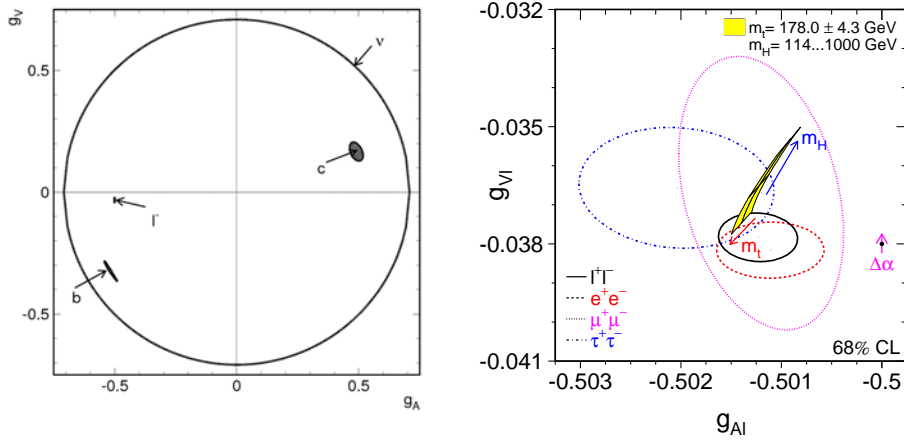 g_V
0.5
0
-0.5
-0.5
0
0.5
g_A
ν
c
l⁻
b
-0.032
-0.035
-0.038
-0.041
g_Vl
-0.503
-0.502
-0.501
-0.5
g_Al
m_t= 178.0 ± 4.3 GeV
m_H= 114...1000 GeV
m_H
m_t
Δα
l⁺l⁻
e⁺e⁻
μ⁺μ⁻
τ⁺τ⁻
68% CL